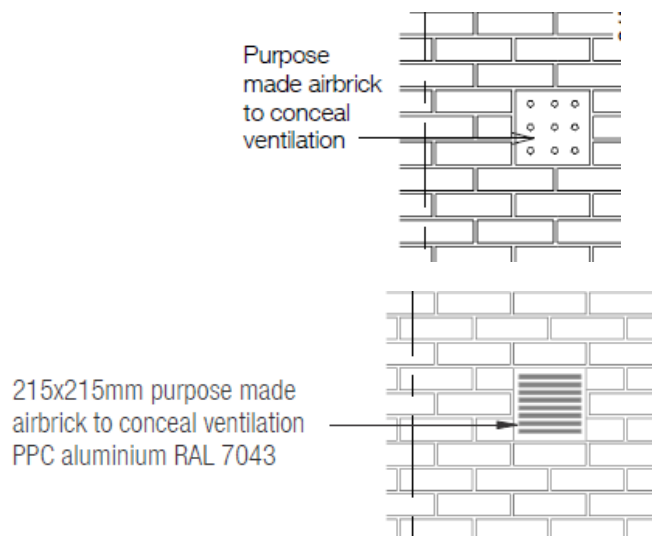 Purpose
made airbrick
to conceal
ventilation
215x215mm purpose made
airbrick to conceal ventilation
PPC aluminium RAL 7043